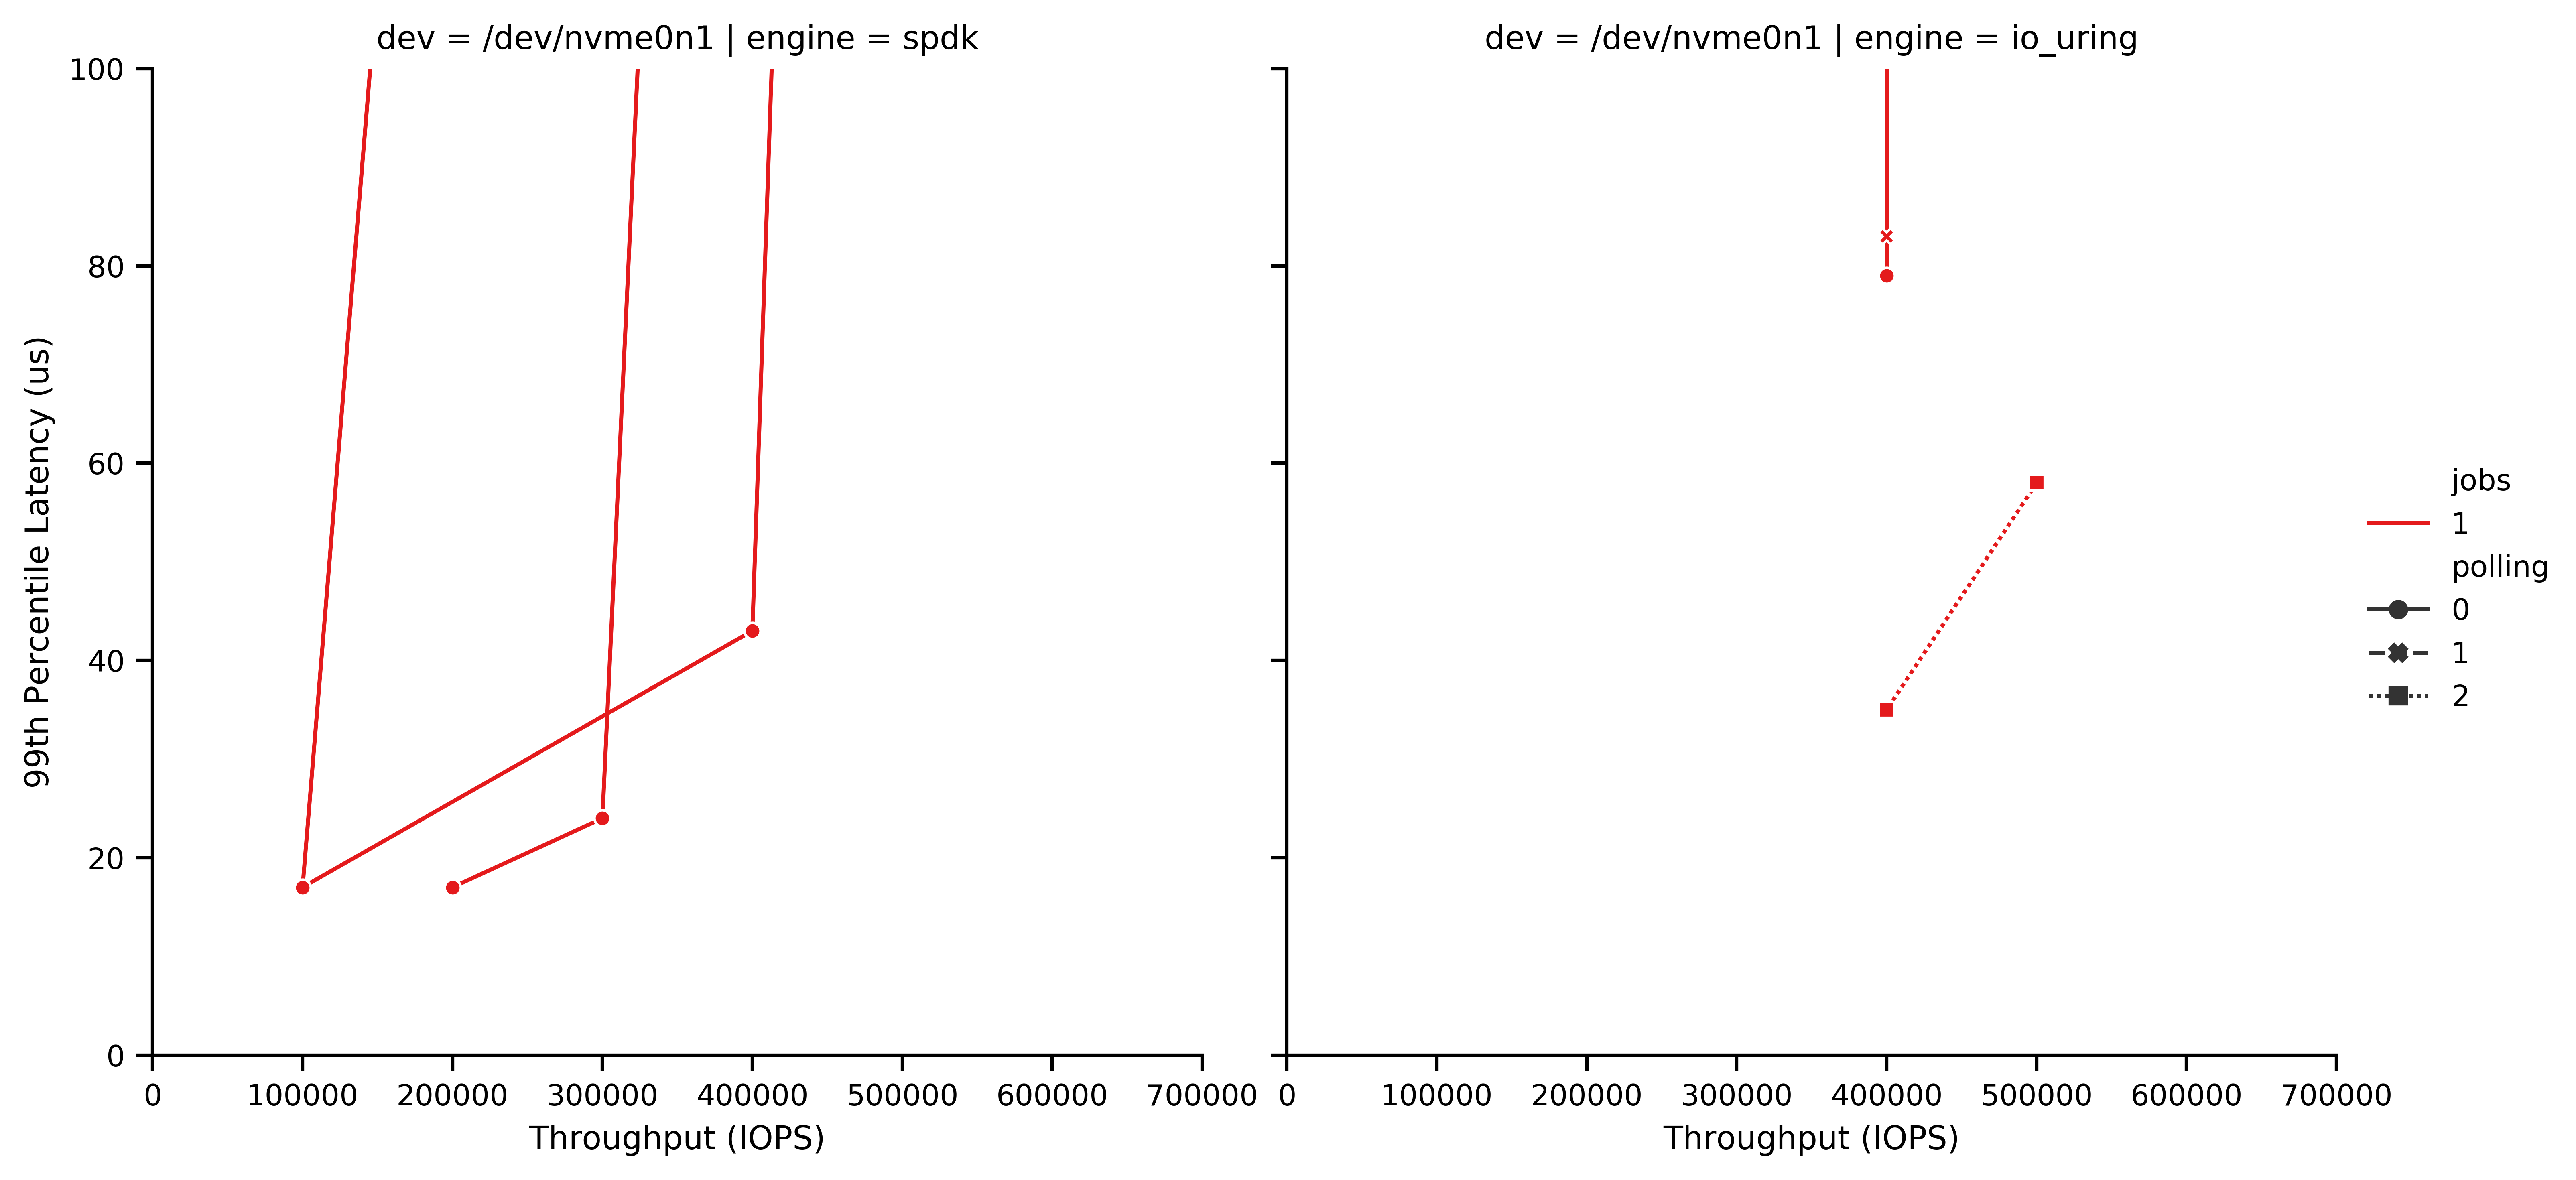 dev = /dev/nvme0n1 | engine = spdk
dev = /dev/nvme0n1 | engine = io_uring
99th Percentile Latency (us)
100
80
60
40
20
0
0 100000 200000 300000 400000 500000 600000 700000
Throughput (IOPS)
0 100000 200000 300000 400000 500000 600000 700000
Throughput (IOPS)
jobs
1
polling
0
1
2